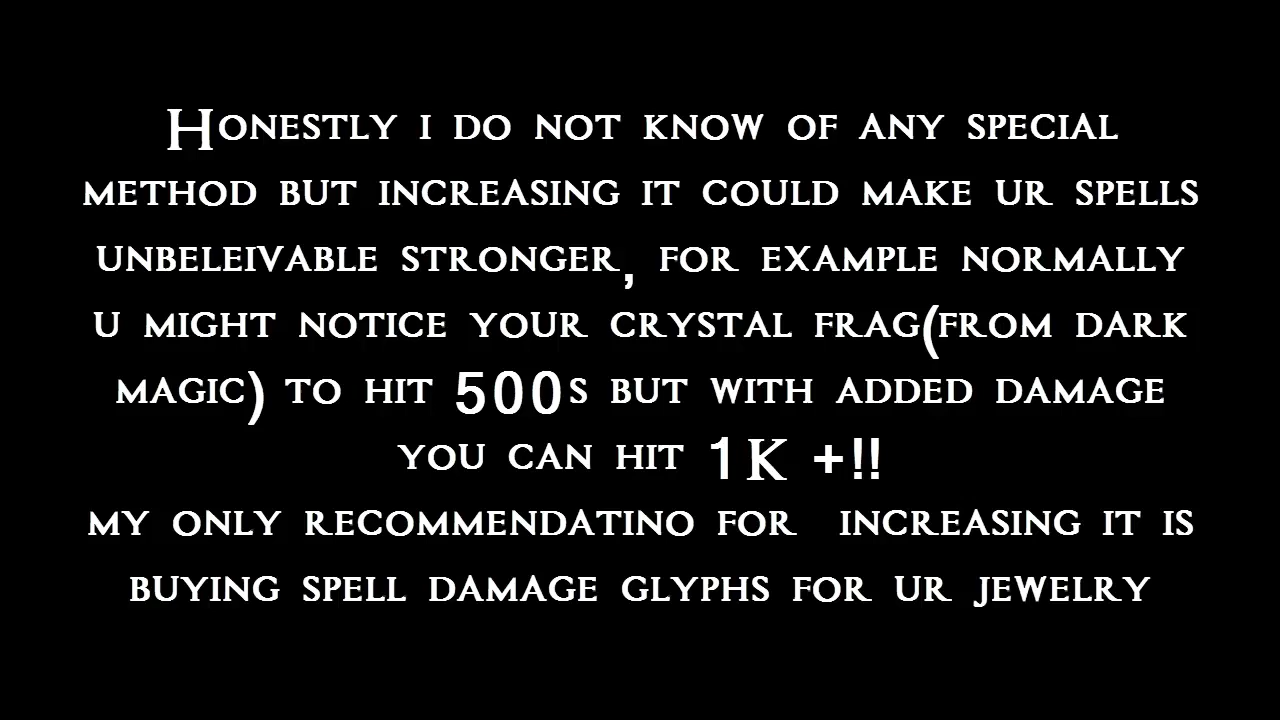 Honestly i do not know of any special
method but increasing it could make ur spells
unbeleivable stronger, for example normally
u might notice your crystal frag(from dark
magic) to hit 500s but with added damage
you can hit 1K +!!
my only recommendatino for  increasing it is
buying spell damage glyphs for ur jewelry